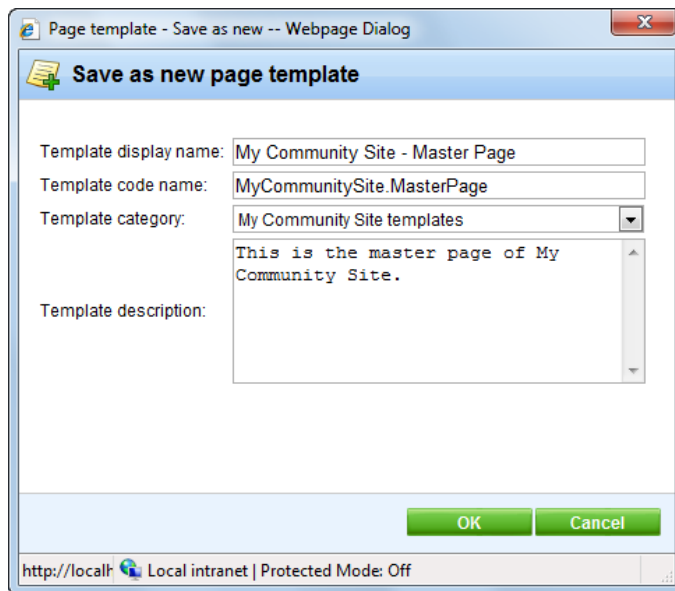 Page template - Save as new -- Webpage Dialog
Save as new page template
Template display name: My Community Site - Master Page
Template code name: MyCommunitySite.MasterPage
Template category: My Community Site templates
This is the master page of My
Community Site.
Template description:
OK Cancel
http://localh Local intranet | Protected Mode: Off